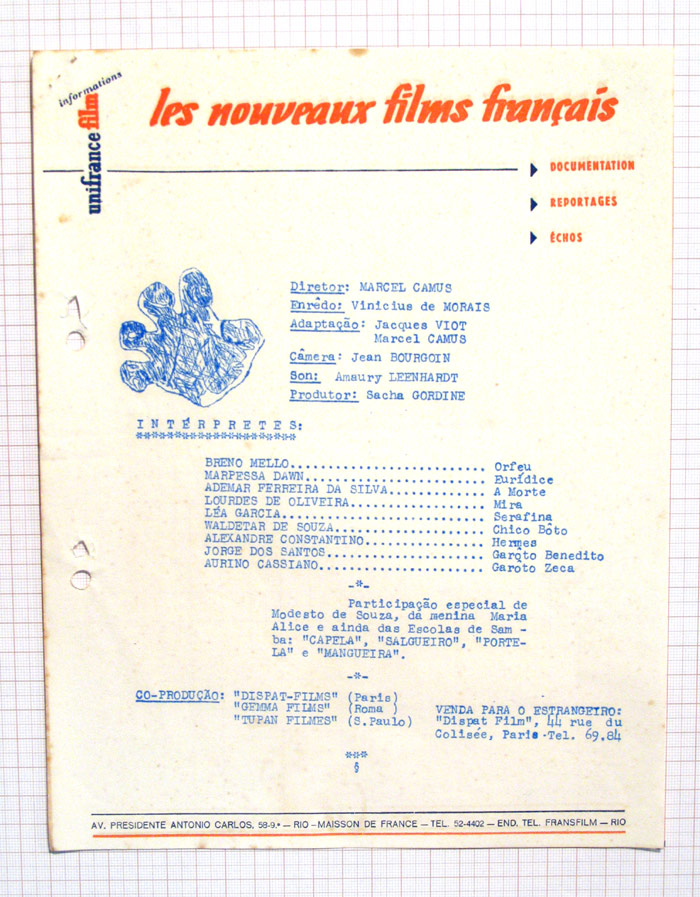 informations
unifrance film
les nouveaux films français
DOCUMENTATION
REPORTAGES
ÉCHOS
Diretor: MARCEL CAMUS
Enrêdo: Vinicius de MORAIS
Adaptação: Jacques VIOT
Marcel CAMUS
Câmera: Jean BOURGOIN
Son: Amaury LEENHARDT
Produtor: Sacha GORDINE
I N T É R P R E T E S:
✲✲✲✲✲✲✲✲✲✲✲✲✲✲✲✲✲✲✲✲
BRENO MELLO......................... Orfeu
MARPESSA DAWN....................... Eurídice
ADEMAR FERREIRA DA SILVA............ A Morte
LOURDES DE OLIVEIRA................. Mira
LÉA GARCIA.......................... Serafina
WALDETAR DE SOUZA................... Chico Bôto
ALEXANDRE CONSTANTINO............... Hermes
JORGE DOS SANTOS.................... Garôto Benedito
AURINO CASSIANO..................... Garôto Zeca
-*-
Participação especial de
Modesto de Souza, da menina Maria
Alice e ainda das Escolas de Sam -
ba: "CAPELA", "SALGUEIRO", "PORTE-
LA" e "MANGUEIRA".
-*-
CO-PRODUÇÃO: "DISPAT-FILMS" (Paris)
"GEMMA FILMS" (Roma )
"TUPAN FILMES" (S.Paulo)
VENDA PARA O ESTRANGEIRO:
"Dispat Film", 44 rue du
Colisée, Paris-Tel. 69.84
***
§
AV. PRESIDENTE ANTONIO CARLOS, 58-9.º — RIO - MAISSON DE FRANCE — TEL. 52-4402 — END. TEL. FRANSFILM — RIO